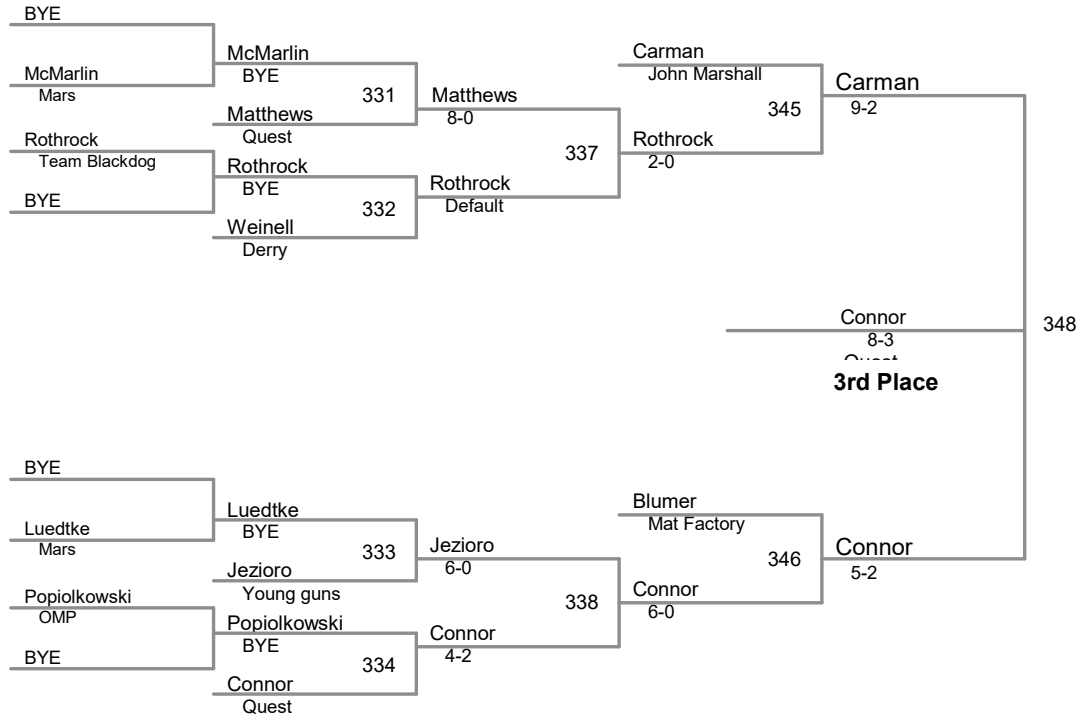 BYE
McMarlin
Mars
McMarlin
BYE
331
Matthews
Quest
Matthews
8-0
Rothrock
Team Blackdog
BYE
Rothrock
BYE
332
Weinell
Derry
Rothrock
Default
337
Carman
John Marshall
345
Rothrock
2-0
Carman
9-2
Connor
8-3
348
3rd Place
BYE
Luedtke
Mars
Luedtke
BYE
333
Jezioro
Young guns
Jezioro
6-0
Popiolkowski
OMP
BYE
Popiolkowski
BYE
334
Connor
Quest
Connor
4-2
338
Blumer
Mat Factory
346
Connor
6-0
Connor
5-2